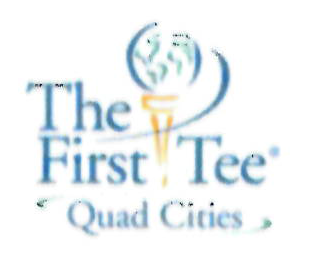 The
First Tee®
Quad Cities